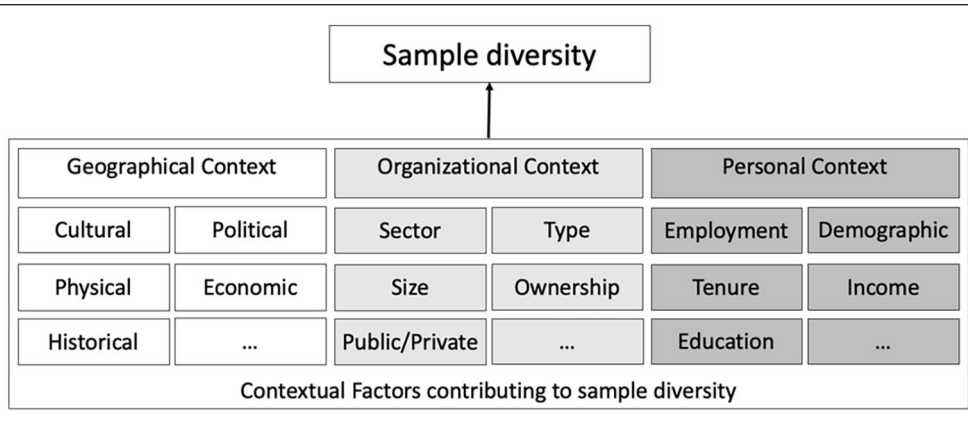 Sample diversity
Geographical Context
Organizational Context
Personal Context
Cultural
Political
Sector
Type
Employment
Demographic
Physical
Economic
Size
Ownership
Tenure
Income
Historical
...
Public/Private
...
Education
...
Contextual Factors contributing to sample diversity